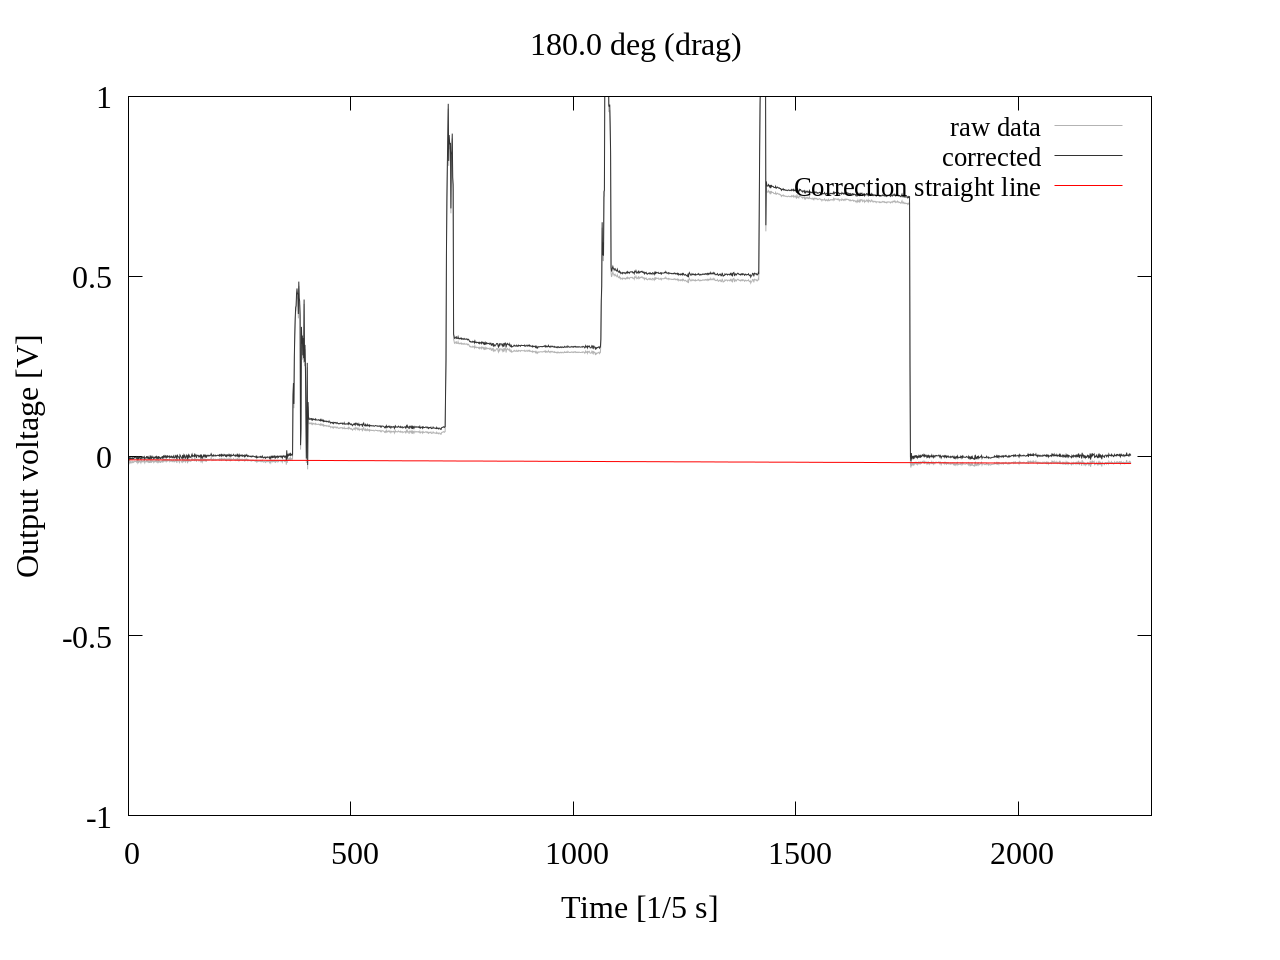 180.0 deg (drag)
1
0.5
0
-0.5
-1
Output voltage [V]
raw data
corrected
Correction straight line
0
500
1000
1500
2000
Time [1/5 s]